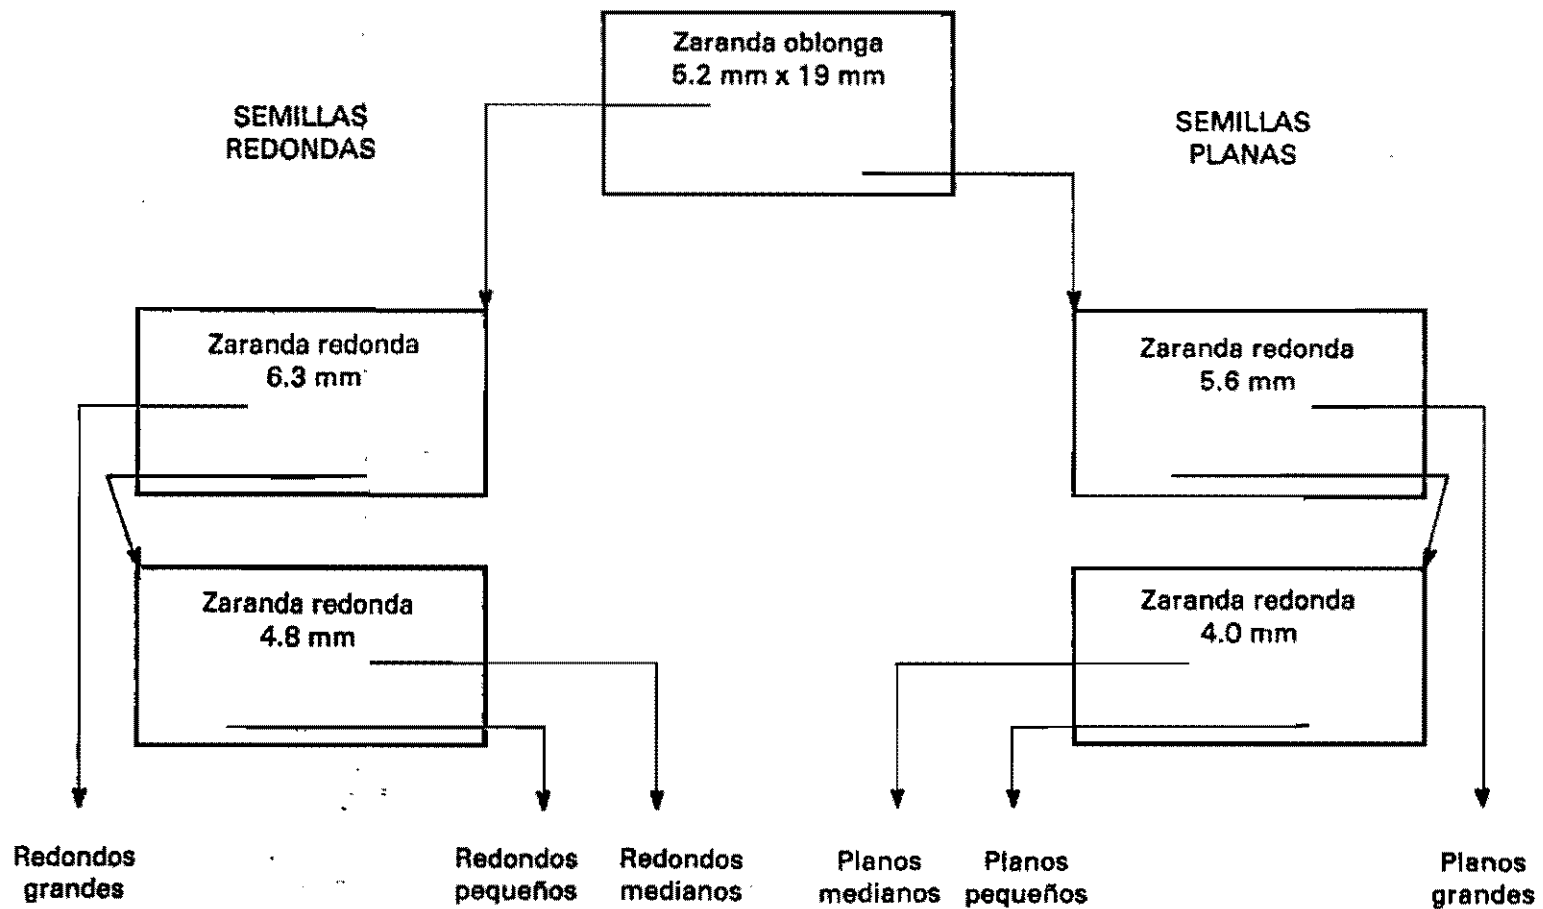 Zaranda oblonga
5.2 mm x 19 mm
SEMILLAS
REDONDAS
SEMILLAS
PLANAS
Zaranda redonda
6.3 mm
Zaranda redonda
5.6 mm
Zaranda redonda
4.8 mm
Zaranda redonda
4.0 mm
Redondos
grandes
Redondos
pequeños
Redondos
medianos
Planos
medianos
Planos
pequeños
Planos
grandes